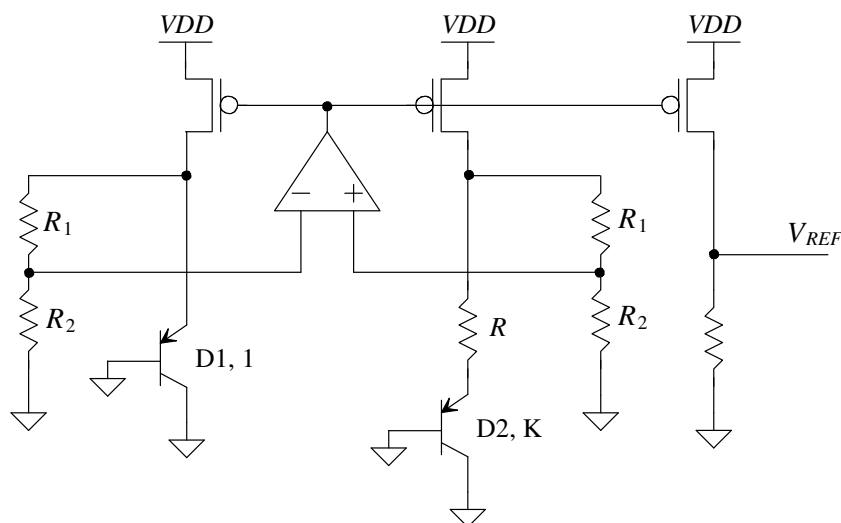 VDD VDD VDD
− +
R1 R1
VREF
R2 R R2
D1, 1
D2, K